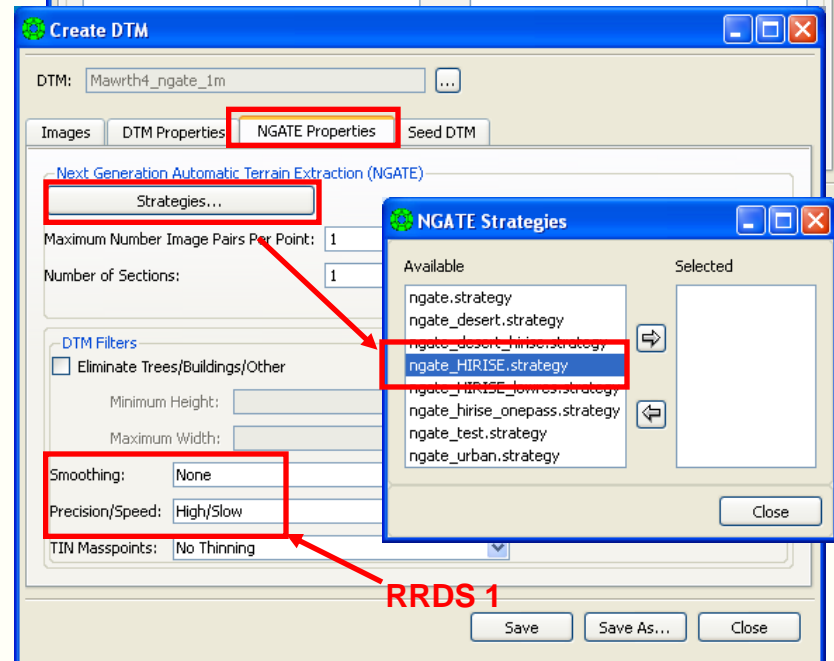 Create DTM
DTM: Mawrth4_ngate_1m ...
Images DTM Properties NGATE Properties Seed DTM
Next Generation Automatic Terrain Extraction (NGATE)
Strategies...
Maximum Number Image Pairs Per Point: 1
Number of Sections: 1
DTM Filters
Eliminate Trees/Buildings/Other
Minimum Height:
Maximum Width:
Smoothing: None
Precision/Speed: High/Slow
TIN Masspoints: No Thinning
RRDS 1
Save Save As... Close
NGATE Strategies
Available Selected
ngate.strategy
ngate_desert.strategy
ngate_desert_hirise.strategy
ngate_HIRISE.strategy
ngate_HIRISE_lowres.strategy
ngate_hirise_onepass.strategy
ngate_test.strategy
ngate_urban.strategy
Close